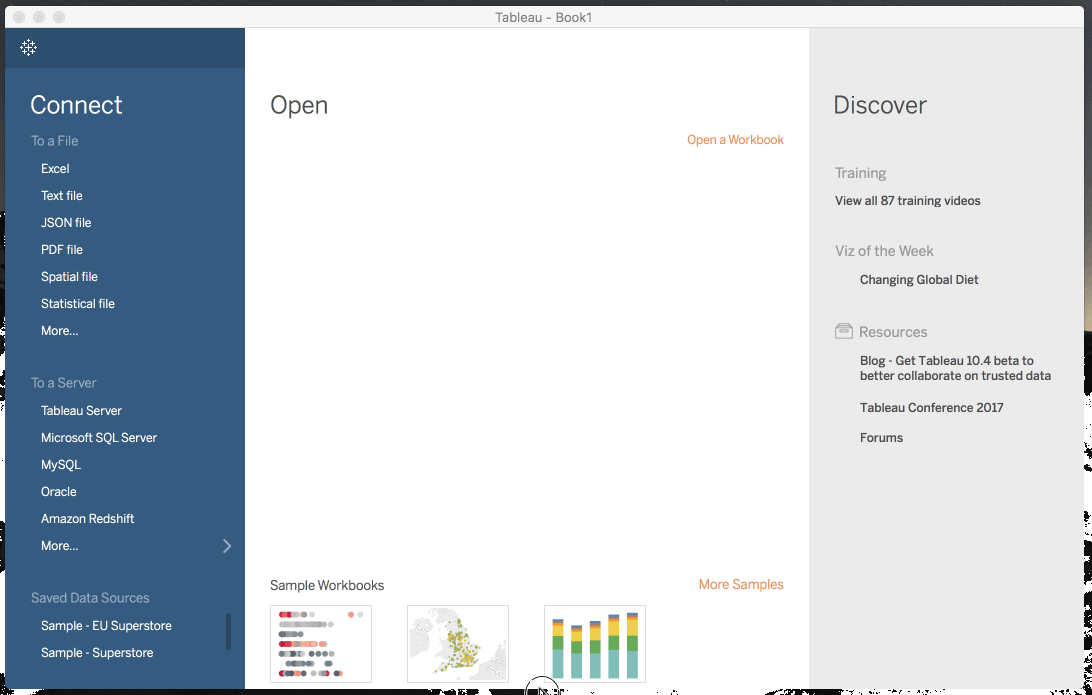 Tableau - Book1
Connect
To a File
Excel
Text file
JSON file
PDF file
Spatial file
Statistical file
More...
To a Server
Tableau Server
Microsoft SQL Server
MySQL
Oracle
Amazon Redshift
More...
Saved Data Sources
Sample - EU Superstore
Sample - Superstore
Open
Open a Workbook
Sample Workbooks
More Samples
Discover
Training
View all 87 training videos
Viz of the Week
Changing Global Diet
Resources
Blog - Get Tableau 10.4 beta to
better collaborate on trusted data
Tableau Conference 2017
Forums